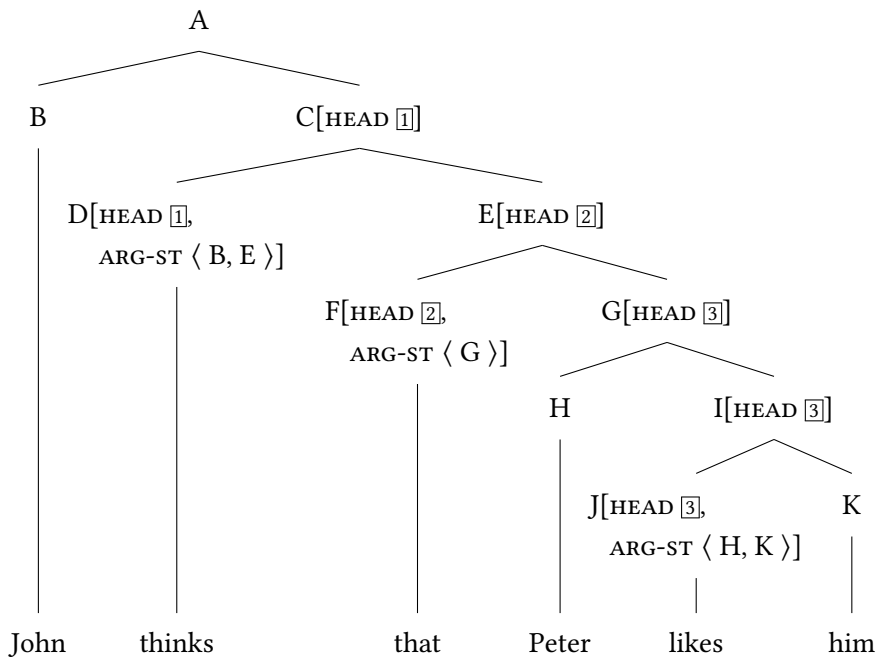 A
B C[HEAD 1]
D[HEAD 1, E[HEAD 2]
ARG-ST ⟨ B, E ⟩]
F[HEAD 2, G[HEAD 3]
ARG-ST ⟨ G ⟩]
H I[HEAD 3]
J[HEAD 3, K
ARG-ST ⟨ H, K ⟩]
John thinks that Peter likes him